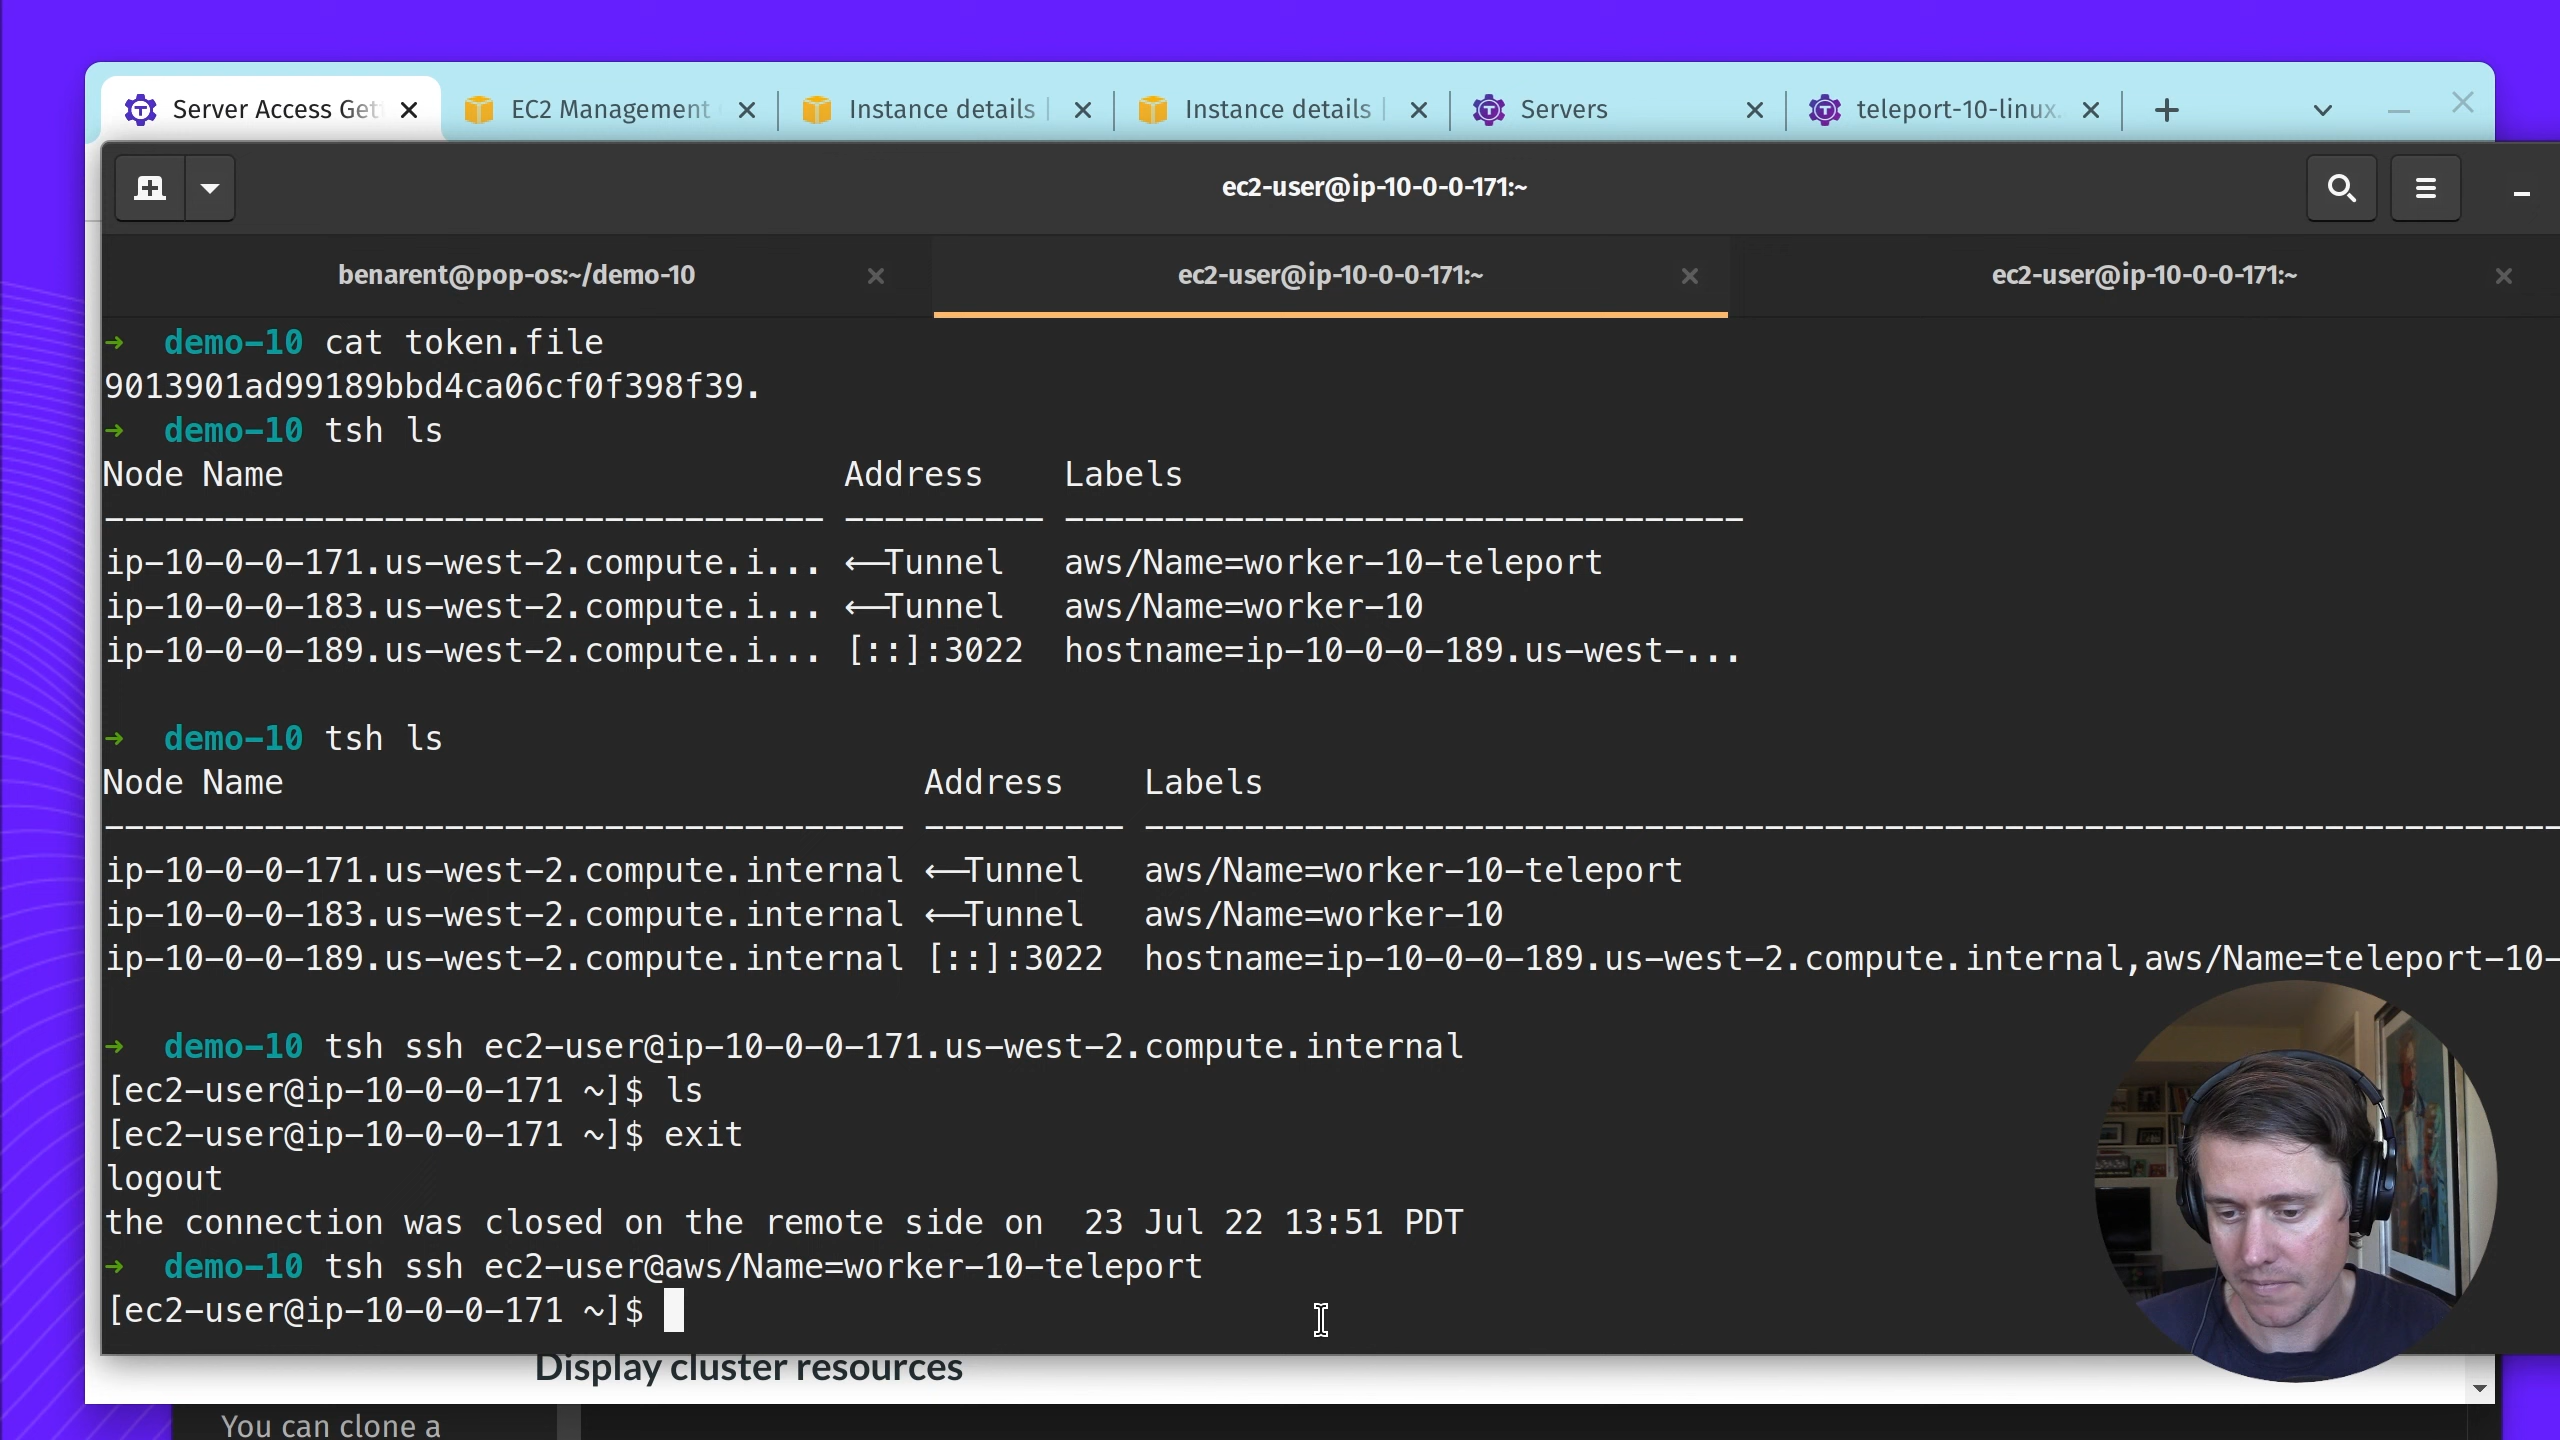 Server Access Get
EC2 Management
Instance details
Instance details
Servers
teleport-10-linux.
ec2-user@ip-10-0-0-171:~
benarent@pop-os:~/demo-10
ec2-user@ip-10-0-0-171:~
ec2-user@ip-10-0-0-171:~
➜ demo-10 cat token.file
9013901ad99189bbd4ca06cf0f398f39.
➜ demo-10 tsh ls
Node Name Address Labels
------------------------------------ ---------- ----------------------------------
ip-10-0-0-171.us-west-2.compute.i... ⟵Tunnel aws/Name=worker-10-teleport
ip-10-0-0-183.us-west-2.compute.i... ⟵Tunnel aws/Name=worker-10
ip-10-0-0-189.us-west-2.compute.i... [::]:3022 hostname=ip-10-0-0-189.us-west-...
➜ demo-10 tsh ls
Node Name Address Labels
---------------------------------------- ---------- -----------------------------------------------------------------------
ip-10-0-0-171.us-west-2.compute.internal ⟵Tunnel aws/Name=worker-10-teleport
ip-10-0-0-183.us-west-2.compute.internal ⟵Tunnel aws/Name=worker-10
ip-10-0-0-189.us-west-2.compute.internal [::]:3022 hostname=ip-10-0-0-189.us-west-2.compute.internal,aws/Name=teleport-10-
➜ demo-10 tsh ssh ec2-user@ip-10-0-0-171.us-west-2.compute.internal
[ec2-user@ip-10-0-0-171 ~]$ ls
[ec2-user@ip-10-0-0-171 ~]$ exit
logout
the connection was closed on the remote side on  23 Jul 22 13:51 PDT
➜ demo-10 tsh ssh ec2-user@aws/Name=worker-10-teleport
[ec2-user@ip-10-0-0-171 ~]$
Display cluster resources
You can clone a